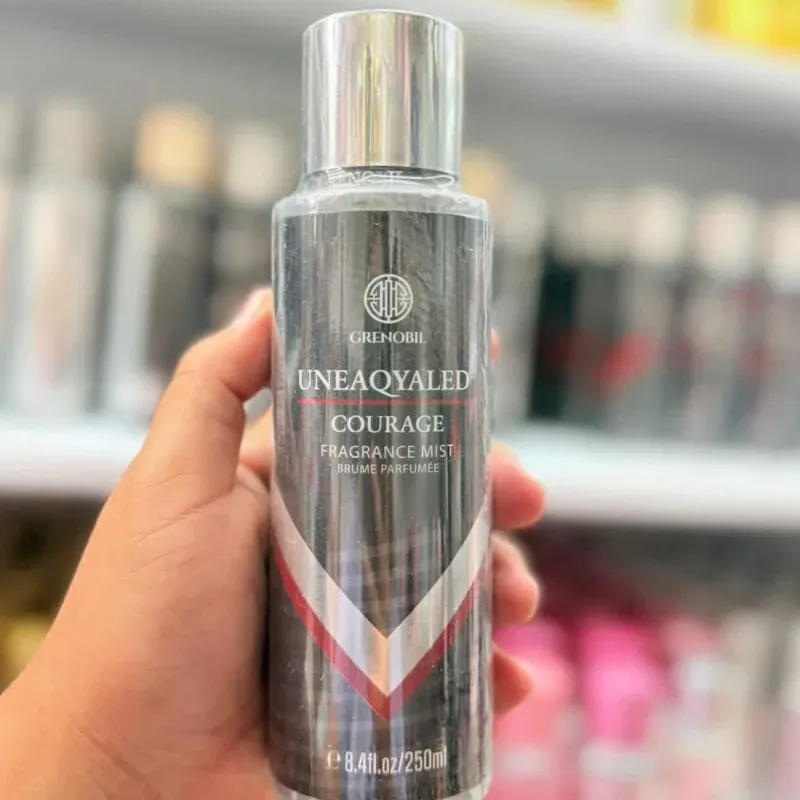 GRENOBIL
UNEAQYALED
COURAGE
FRAGRANCE MIST
BRUME PARFUMÉE
℮ 8.4fl.oz/250ml